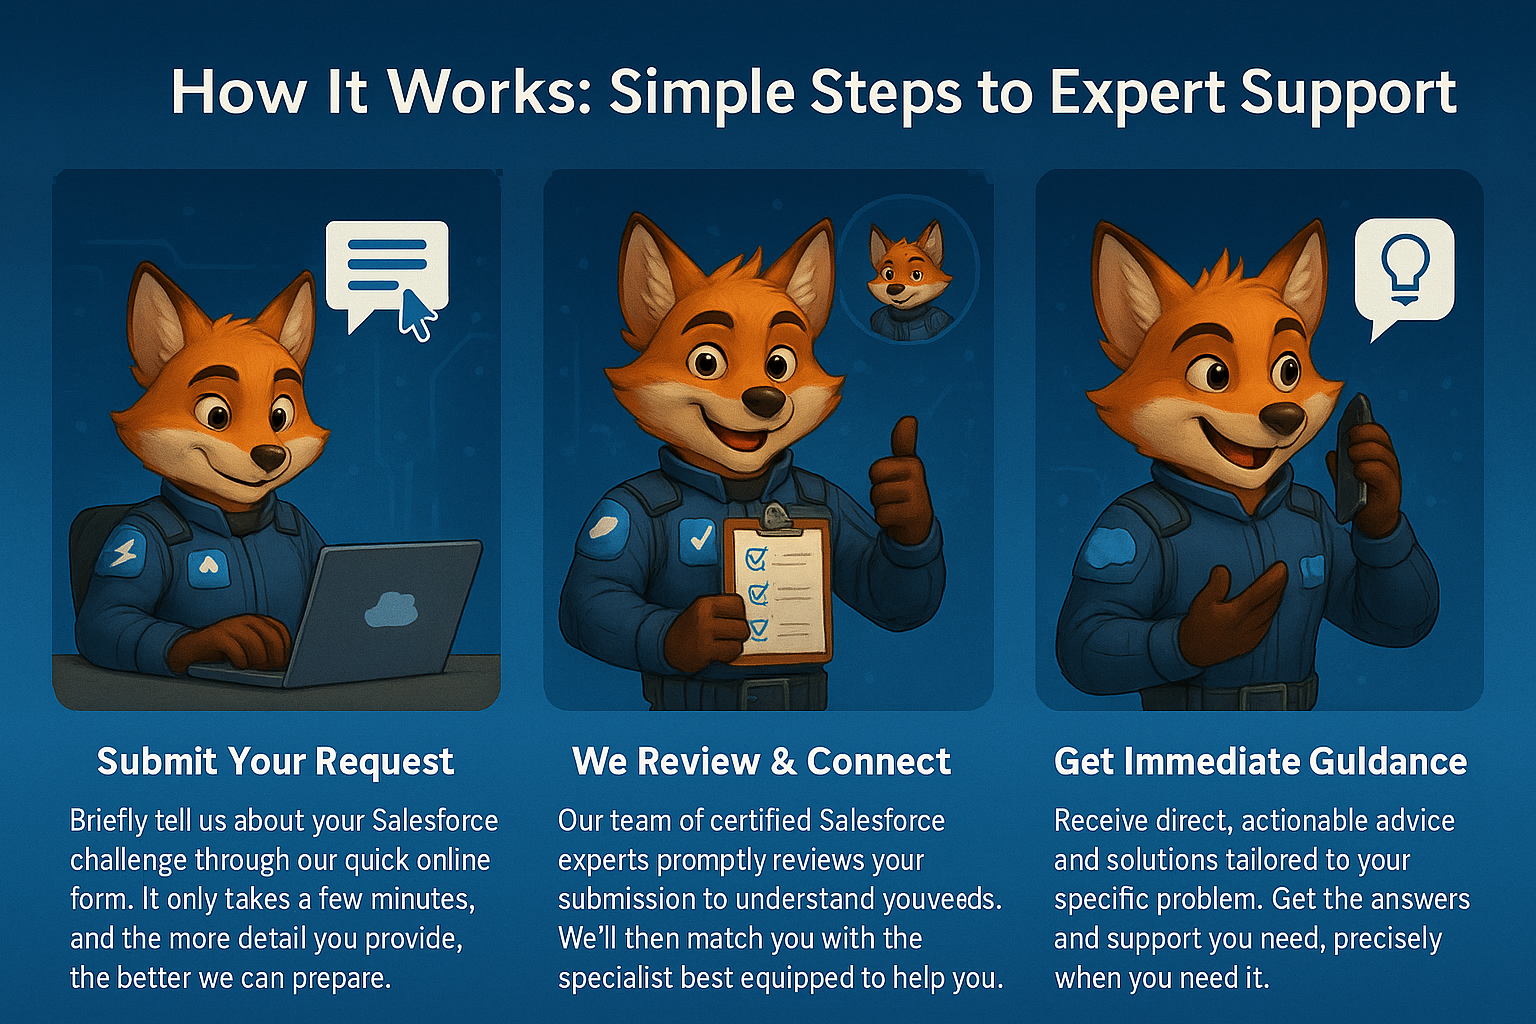 How It Works: Simple Steps to Expert Support
Submit Your Request
Briefly tell us about your Salesforce
challenge through our quick online
form. It only takes a few minutes,
and the more detail you provide,
the better we can prepare.
We Review & Connect
Our team of certified Salesforce
experts promptly reviews your
submission to understand youveeds.
We'll then match you with the
specialist best equipped to help you.
Get Immediate Guldance
Receive direct, actionable advice
and solutions tailored to your
specific problem. Get the answers
and support you need, precisely
when you need it.